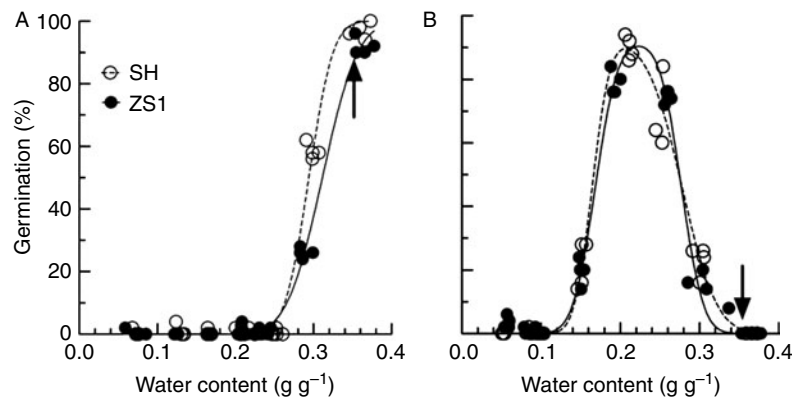 A
B
100
80
60
40
20
0
Germination (%)
SH
ZS1
0.0 0.1 0.2 0.3 0.4
0.0 0.1 0.2 0.3 0.4
Water content (g g⁻¹)
Water content (g g⁻¹)